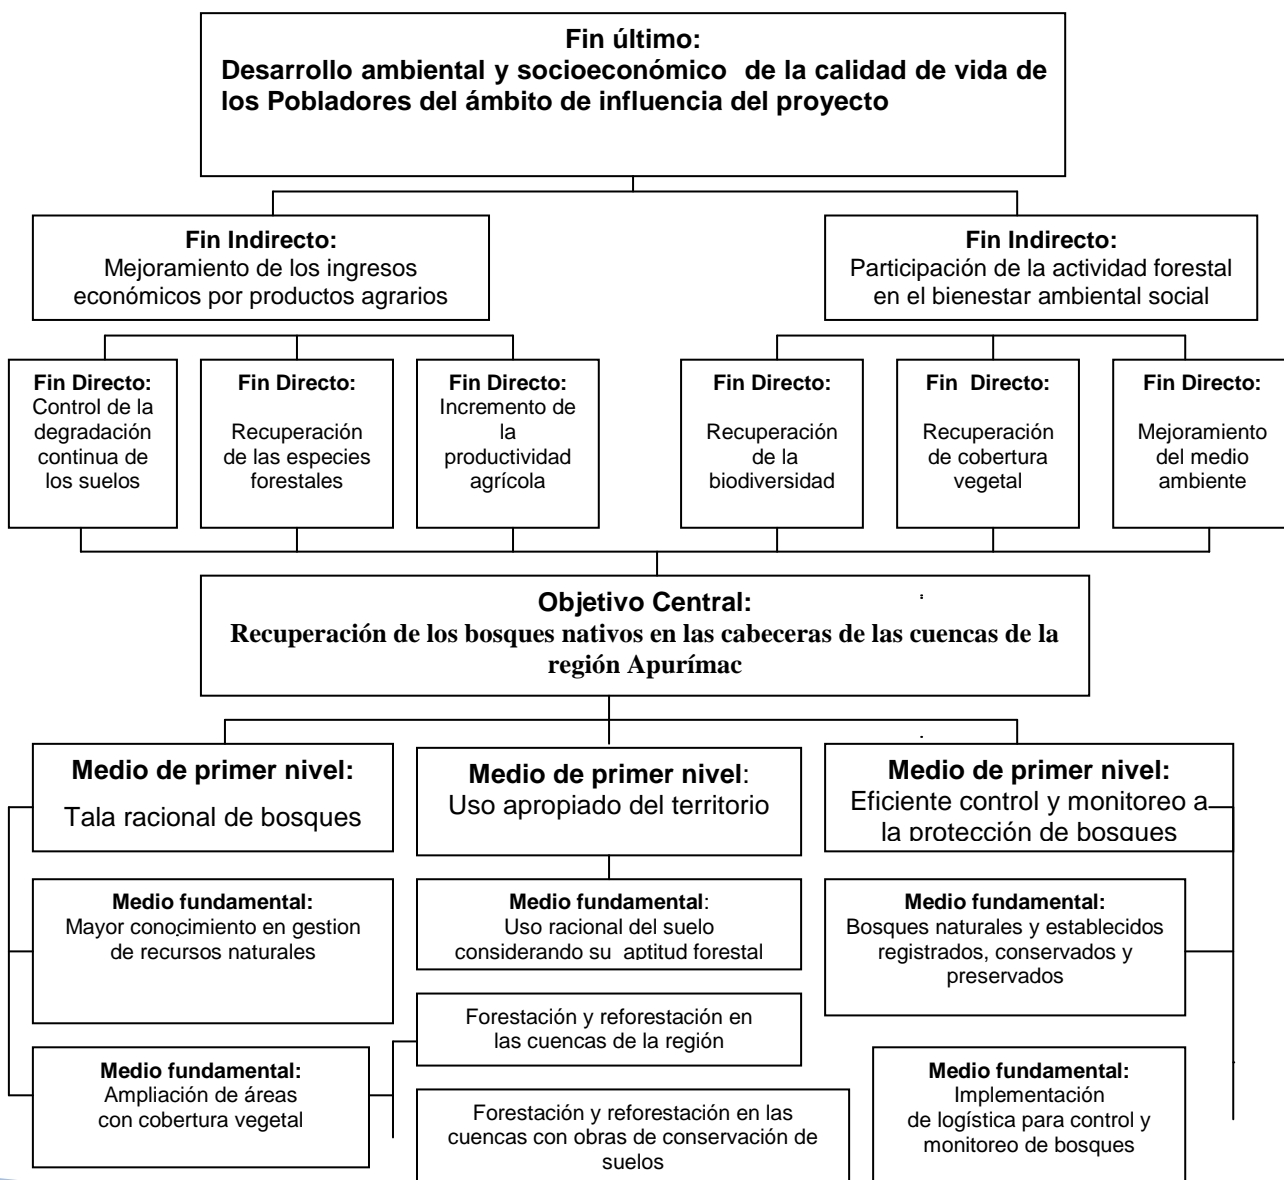 Fin último:
Desarrollo ambiental y socioeconómico de la calidad de vida de
los Pobladores del ámbito de influencia del proyecto
Fin Indirecto:
Mejoramiento de los ingresos
económicos por productos agrarios
Fin Indirecto:
Participación de la actividad forestal
en el bienestar ambiental social
Fin Directo:
Control de la
degradación
continua de
los suelos
Fin Directo:
Recuperación
de las especies
forestales
Fin Directo:
Incremento de
la
productividad
agrícola
Fin Directo:
Recuperación
de la
biodiversidad
Fin Directo:
Recuperación
de cobertura
vegetal
Fin Directo:
Mejoramiento
del medio
ambiente
Objetivo Central:
Recuperación de los bosques nativos en las cabeceras de las cuencas de la
región Apurímac
Medio de primer nivel:
Tala racional de bosques
Medio de primer nivel:
Uso apropiado del territorio
Medio de primer nivel:
Eficiente control y monitoreo a
la protección de bosques
Medio fundamental:
Mayor conocimiento en gestion
de recursos naturales
Medio fundamental:
Uso racional del suelo
considerando su aptitud forestal
Medio fundamental:
Bosques naturales y establecidos
registrados, conservados y
preservados
Medio fundamental:
Ampliación de áreas
con cobertura vegetal
Forestación y reforestación en
las cuencas de la región
Forestación y reforestación en las
cuencas con obras de conservación de
suelos
Medio fundamental:
Implementación
de logística para control y
monitoreo de bosques